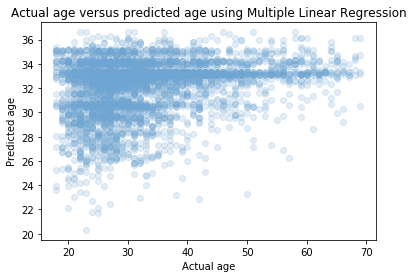 Actual age versus predicted age using Multiple Linear Regression
36
34
32
30
28
26
24
22
20
Predicted age
20 30 40 50 60 70
Actual age